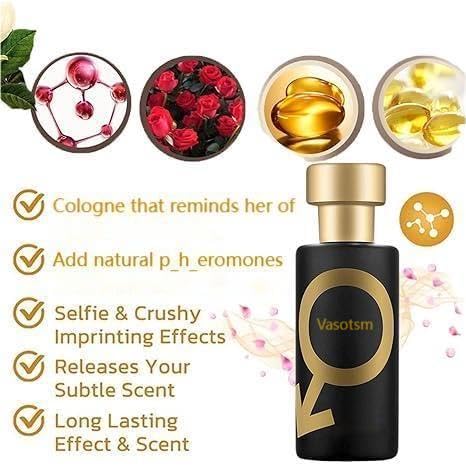 Cologne that reminds her of
Add natural p_h_eromones
Selfie & Crushy
Imprinting Effects
Releases Your
Subtle Scent
Long Lasting
Effect & Scent
Vasotsm